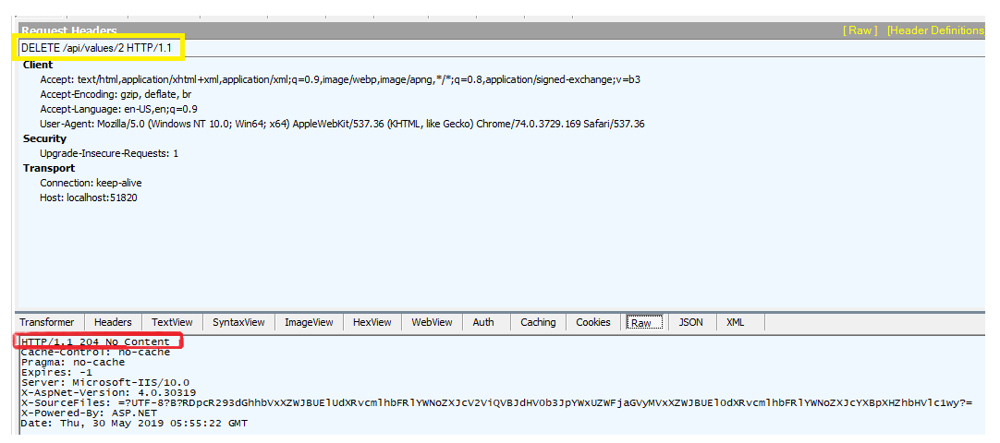 Request Headers [ Raw ] [Header Definitions
DELETE /api/values/2 HTTP/1.1
Client
Accept: text/html,application/xhtml+xml,application/xml;q=0.9,image/webp,image/apng,*/*;q=0.8,application/signed-exchange;v=b3
Accept-Encoding: gzip, deflate, br
Accept-Language: en-US,en;q=0.9
User-Agent: Mozilla/5.0 (Windows NT 10.0; Win64; x64) AppleWebKit/537.36 (KHTML, like Gecko) Chrome/74.0.3729.169 Safari/537.36
Security
Upgrade-Insecure-Requests: 1
Transport
Connection: keep-alive
Host: localhost:51820
Transformer Headers TextView SyntaxView ImageView HexView WebView Auth Caching Cookies Raw JSON XML
HTTP/1.1 204 No Content
Cache-Control: no-cache
Pragma: no-cache
Expires: -1
Server: Microsoft-IIS/10.0
X-AspNet-Version: 4.0.30319
X-SourceFiles: =?UTF-8?B?RDpcR293dGhhbVxXZWJBUElUdXRvcmlhbFRlYWNoZXJcV2ViQVBJdHV0b3JpYWxUZWFjaGVyMVxXZWJBUElOdXRvcmlhbFRlYWNoZXJcYXBpXHZhbHVlc1wy?=
X-Powered-By: ASP.NET
Date: Thu, 30 May 2019 05:55:22 GMT